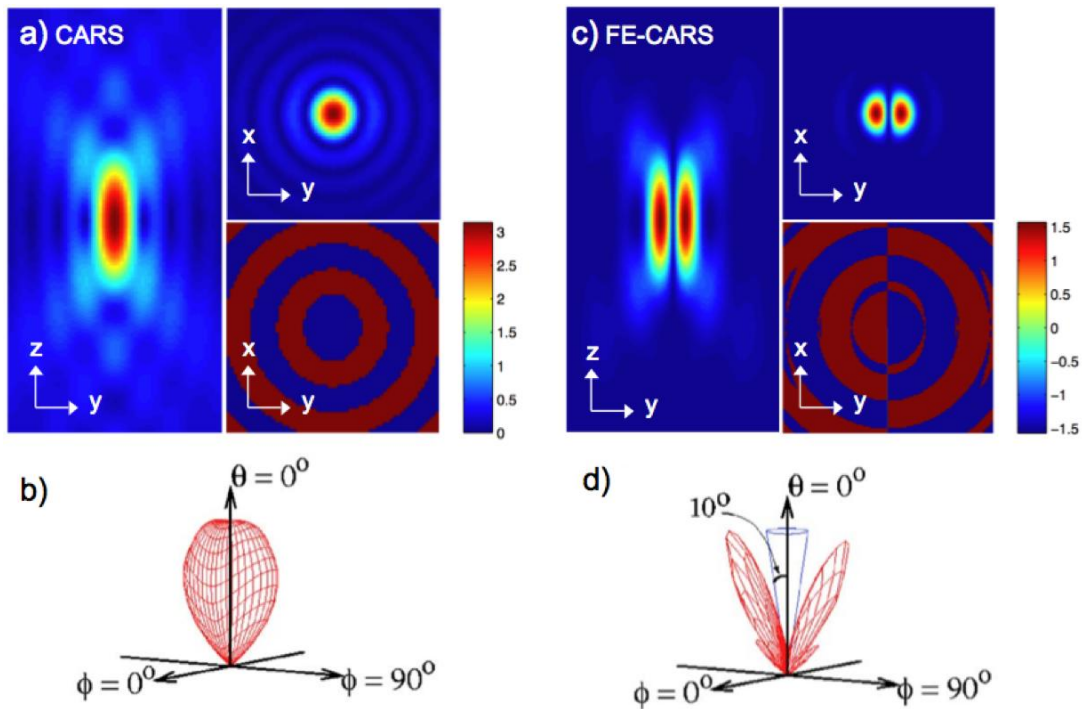 a) CARS
x
y
z
y
x
y
3
2.5
2
1.5
1
0.5
0
c) FE-CARS
x
y
z
y
x
y
1.5
1
0.5
0
−0.5
−1
−1.5
b)
θ = 0°
ϕ = 0°
ϕ = 90°
d)
10°
θ = 0°
ϕ = 0°
ϕ = 90°